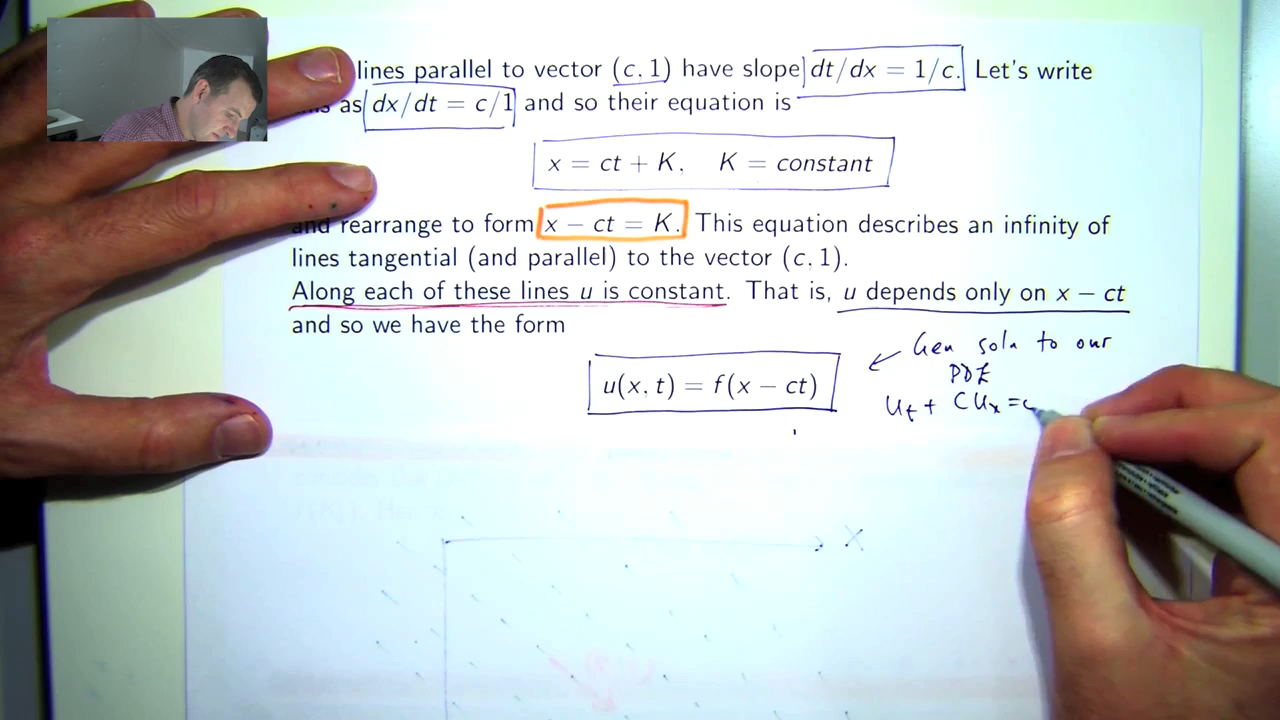 lines parallel to vector (c, 1) have slope dt/dx = 1/c. Let's write
as dx/dt = c/1 and so their equation is
x = ct + K, K = constant
and rearrange to form x − ct = K. This equation describes an infinity of
lines tangential (and parallel) to the vector (c, 1).
Along each of these lines u is constant. That is, u depends only on x − ct
and so we have the form
Gen soln to our
PDE
u(x, t) = f(x − ct)
u_t + c u_x =
X